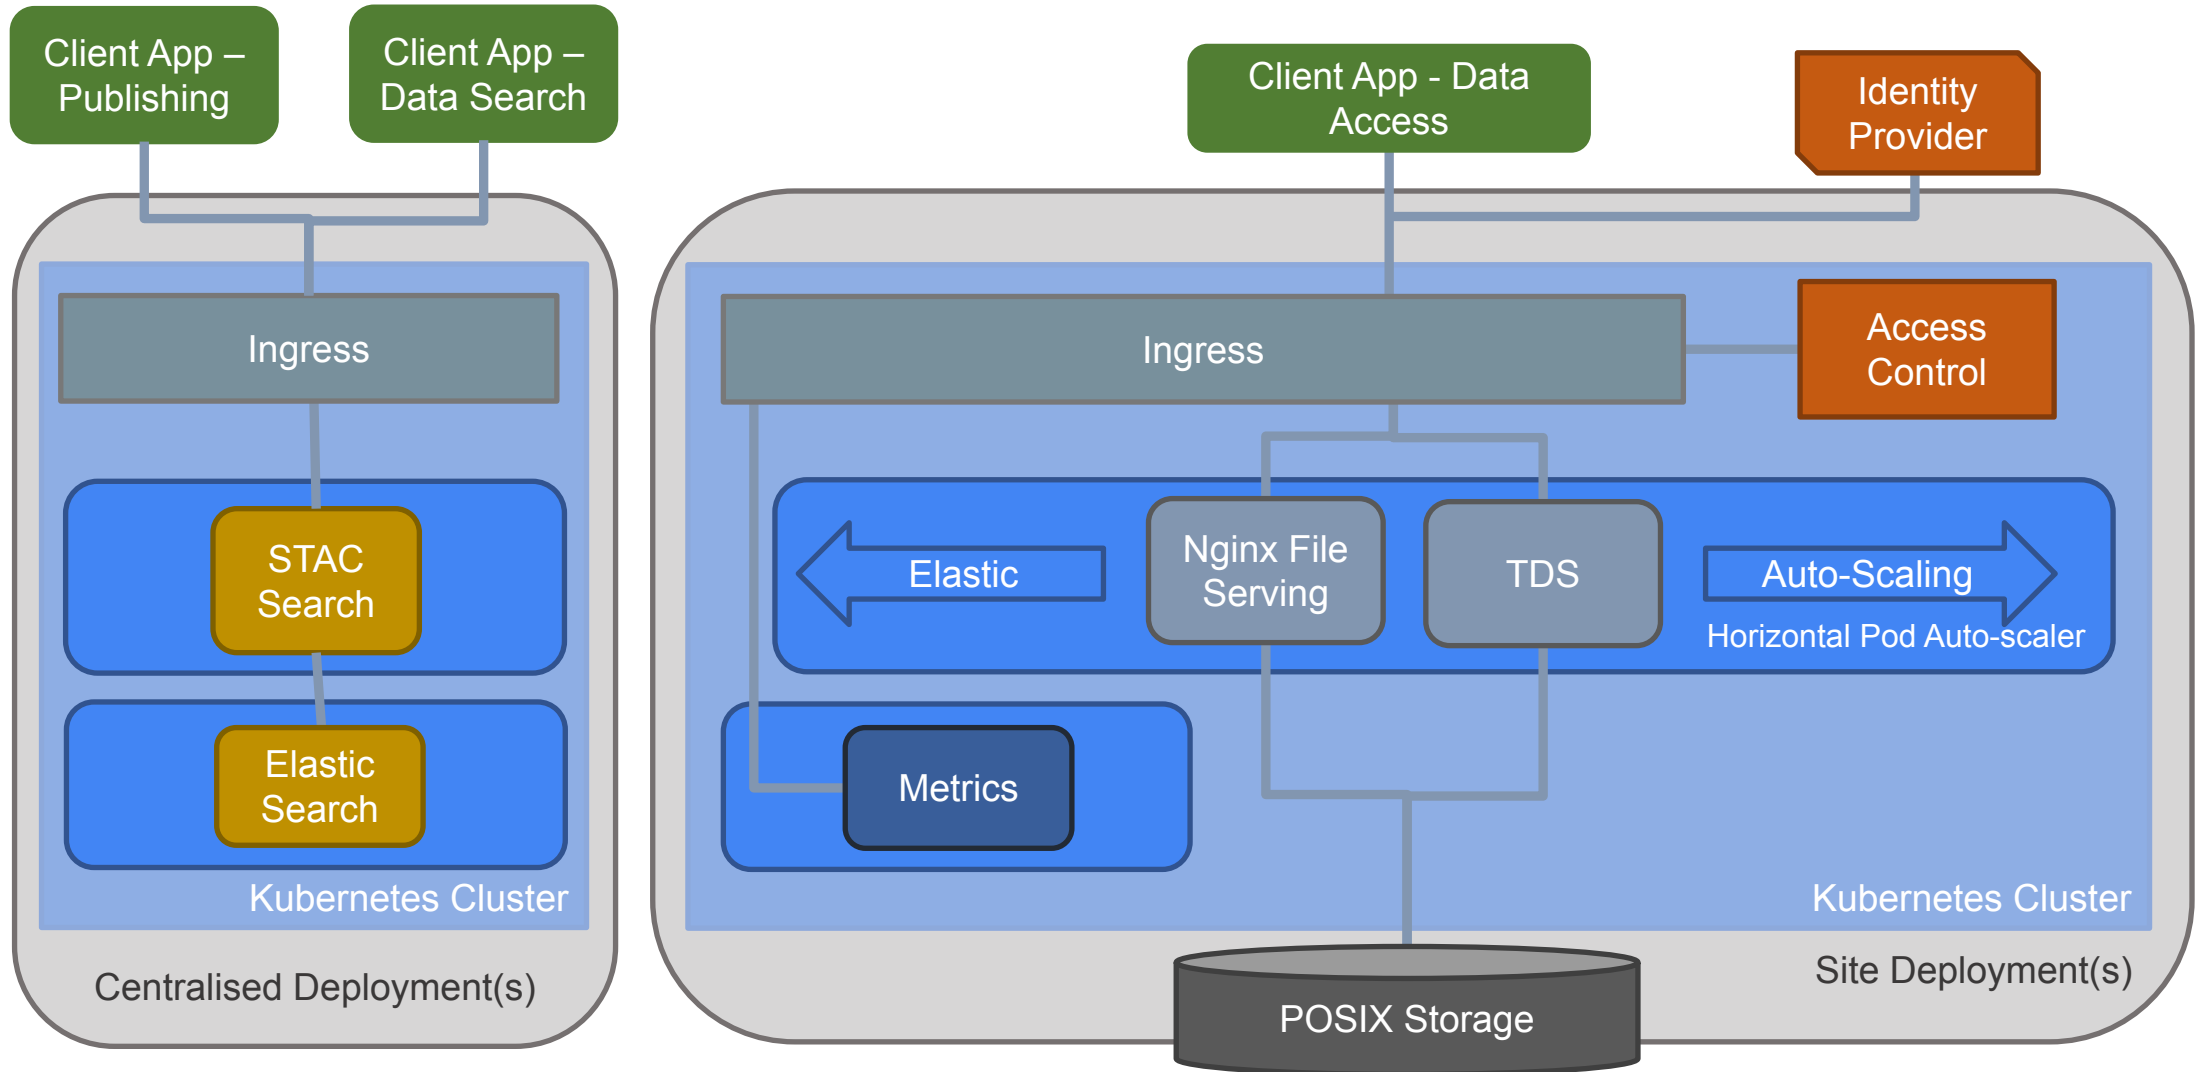 Client App –
Publishing
Client App –
Data Search
Client App - Data
Access
Identity
Provider
Ingress
STAC
Search
Elastic
Search
Kubernetes Cluster
Centralised Deployment(s)
Ingress
Access
Control
Elastic
Nginx File
Serving
TDS
Auto-Scaling
Horizontal Pod Auto-scaler
Metrics
Kubernetes Cluster
Site Deployment(s)
POSIX Storage